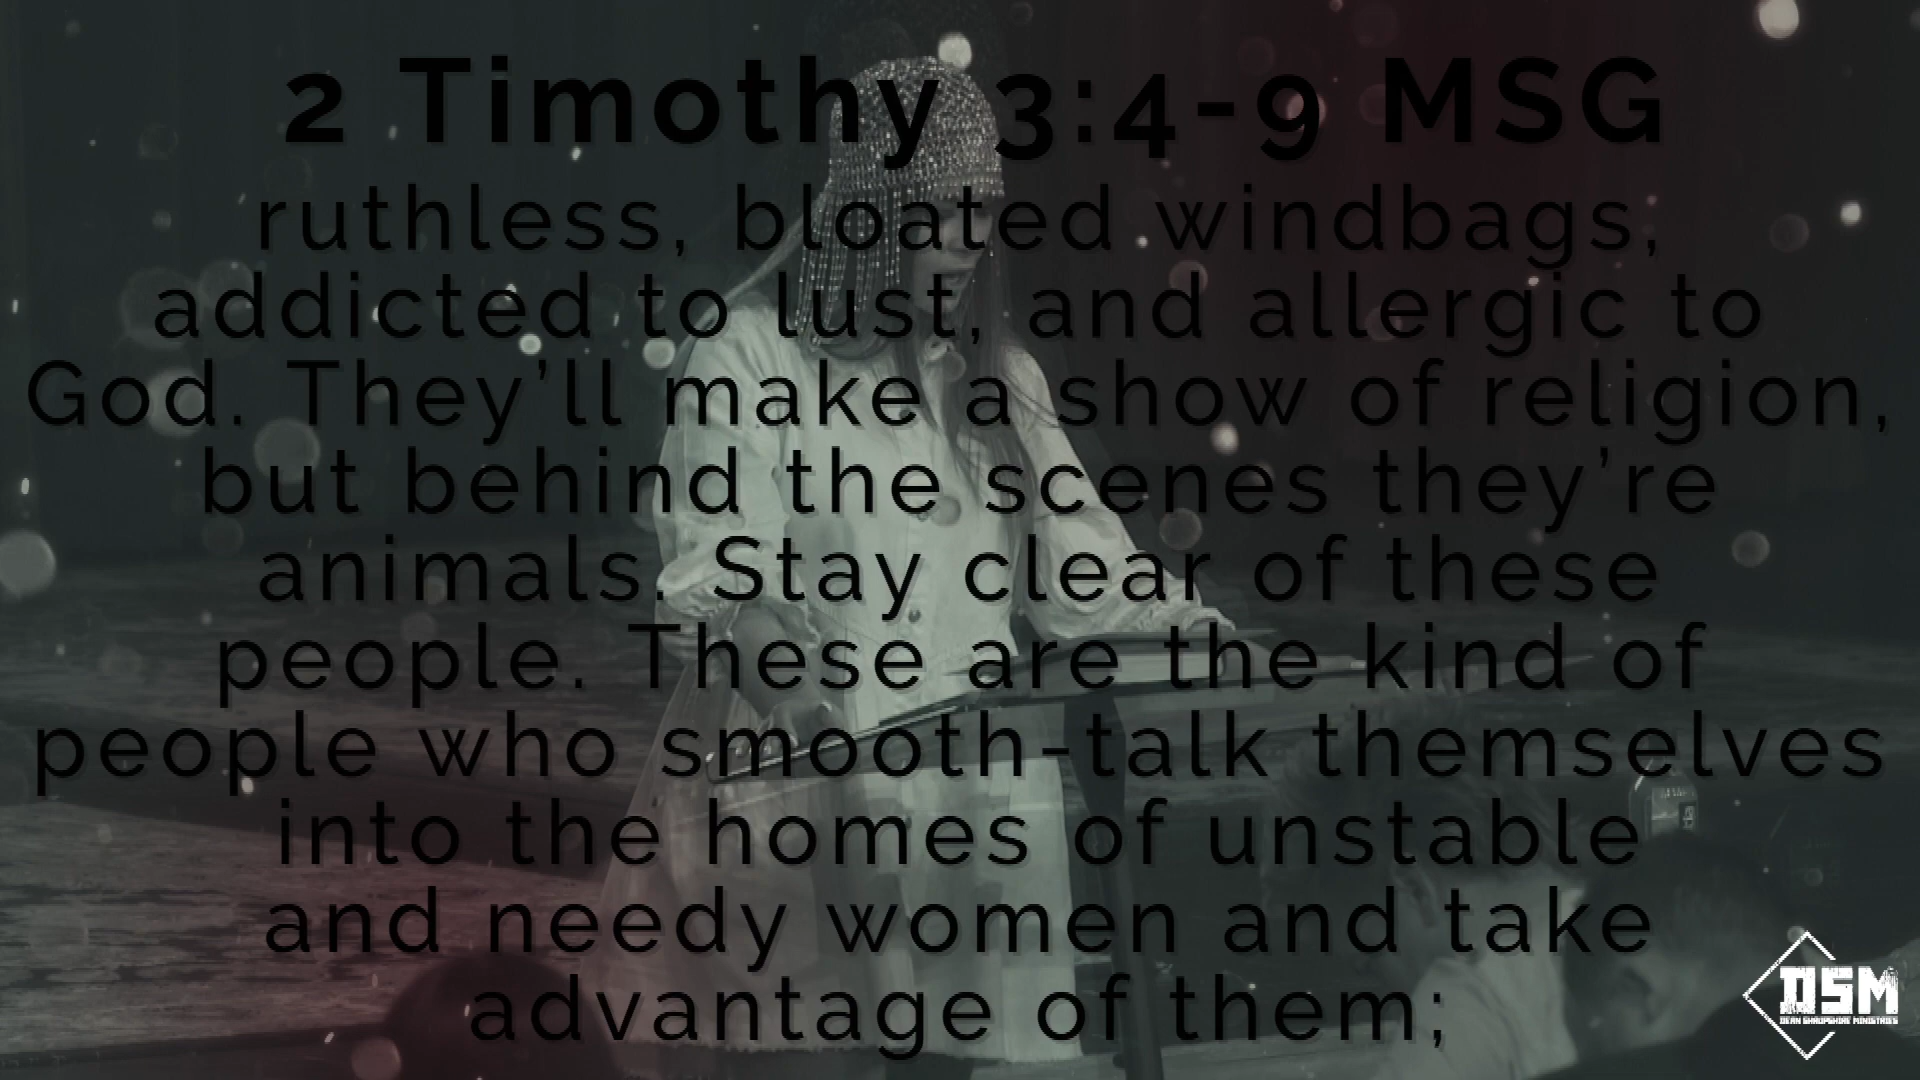 2 Timothy 3:4-9 MSG
ruthless, bloated windbags,
addicted to lust, and allergic to
God. They’ll make a show of religion,
but behind the scenes they’re
animals. Stay clear of these
people. These are the kind of
people who smooth-talk themselves
into the homes of unstable
and needy women and take
advantage of them;
DSM
DEAN SHROPSHIRE MINISTRIES